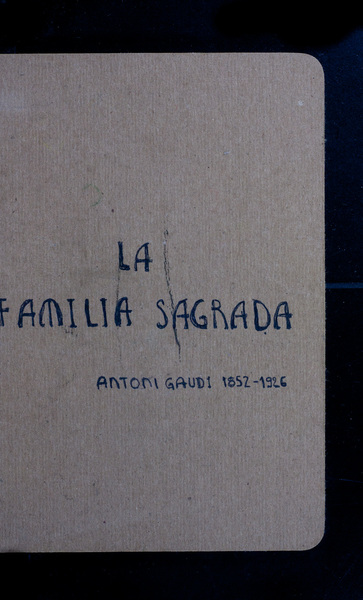 LA
FAMILIA SAGRADA
ANTONI GAUDI 1852-1926